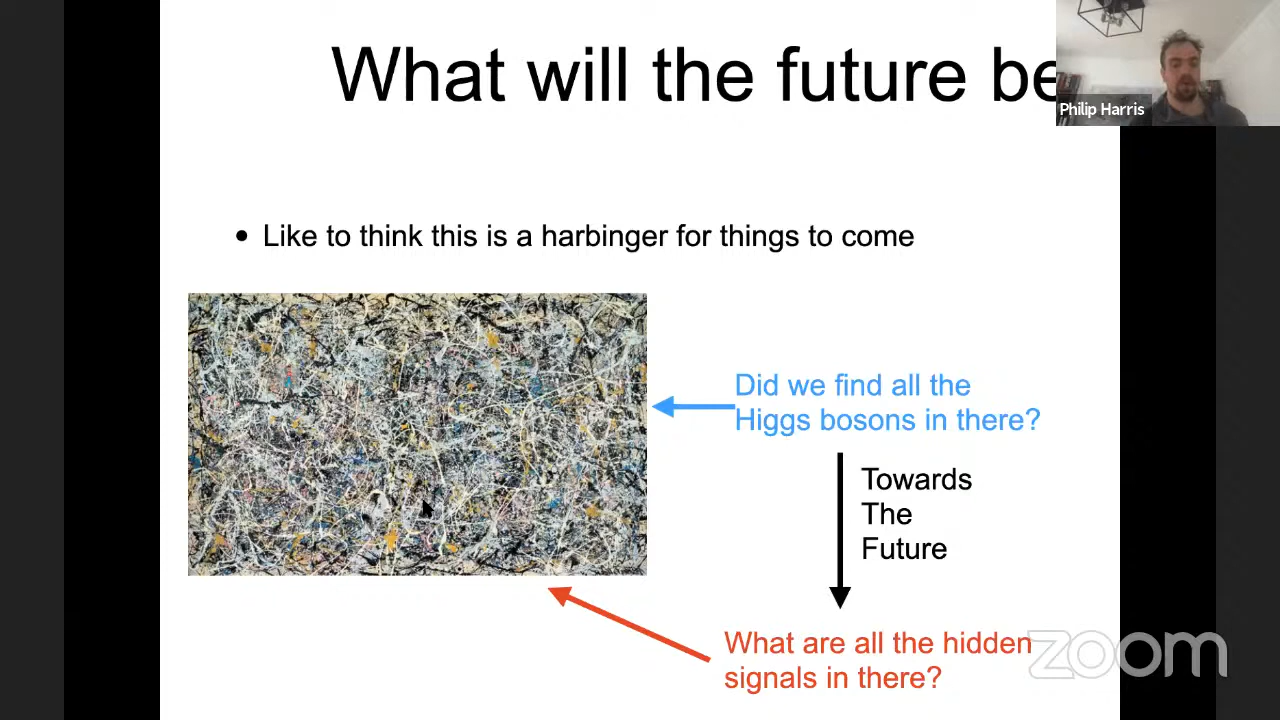 What will the future be
Philip Harris
• Like to think this is a harbinger for things to come
Did we find all the
Higgs bosons in there?
Towards
The
Future
What are all the hidden
signals in there?
zoom